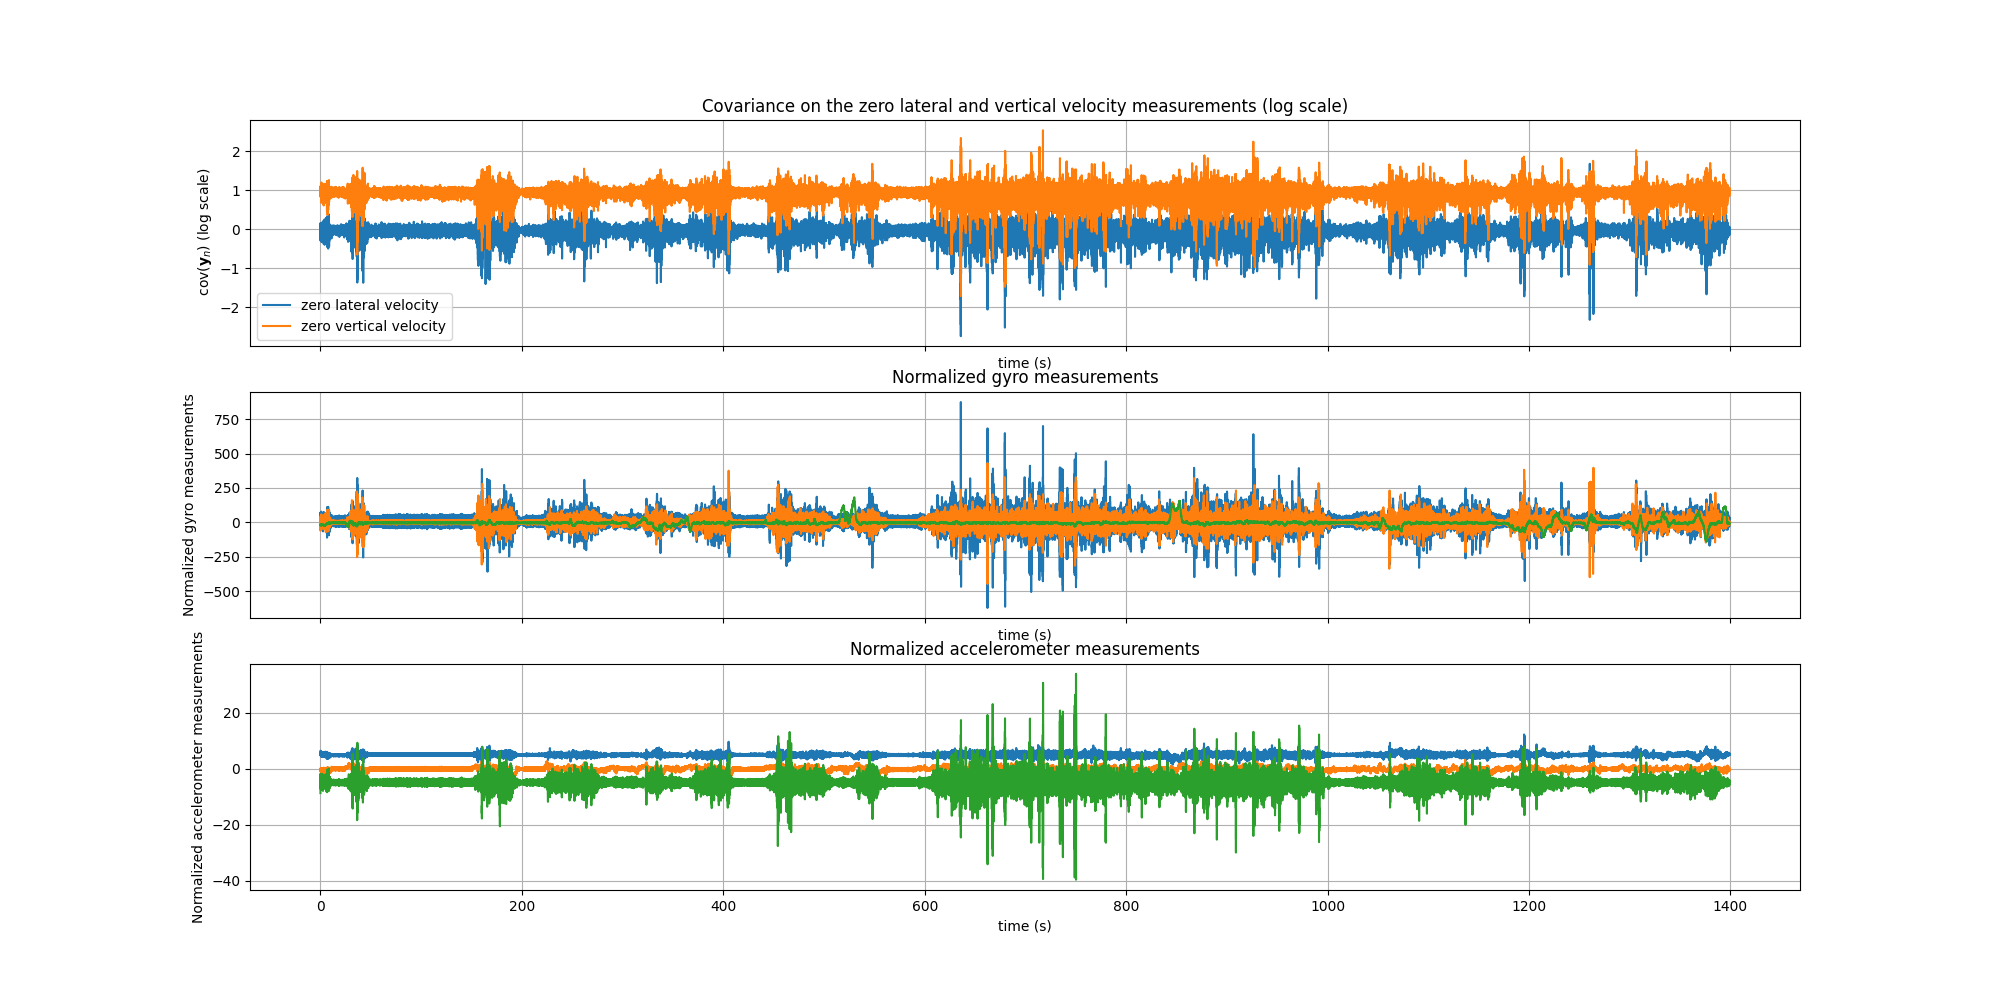 Covariance on the zero lateral and vertical velocity measurements (log scale)
cov(yₙ) (log scale)
2
1
0
−1
−2
zero lateral velocity
zero vertical velocity
time (s)
Normalized gyro measurements
Normalized gyro measurements
750
500
250
0
−250
−500
time (s)
Normalized accelerometer measurements
Normalized accelerometer measurements
20
0
−20
−40
0 200 400 600 800 1000 1200 1400
time (s)